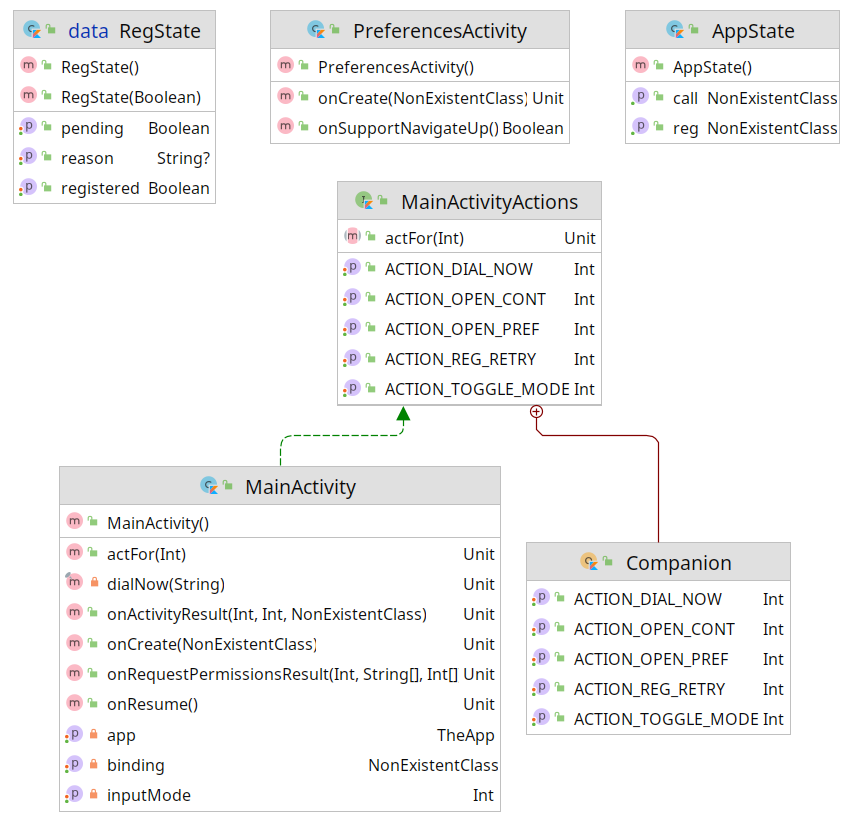 data RegState
RegState()
RegState(Boolean)
pending Boolean
reason String?
registered Boolean
PreferencesActivity
PreferencesActivity()
onCreate(NonExistentClass) Unit
onSupportNavigateUp() Boolean
AppState
AppState()
call NonExistentClass
reg NonExistentClass
MainActivityActions
actFor(Int) Unit
ACTION_DIAL_NOW Int
ACTION_OPEN_CONT Int
ACTION_OPEN_PREF Int
ACTION_REG_RETRY Int
ACTION_TOGGLE_MODE Int
MainActivity
MainActivity()
actFor(Int) Unit
dialNow(String) Unit
onActivityResult(Int, Int, NonExistentClass) Unit
onCreate(NonExistentClass) Unit
onRequestPermissionsResult(Int, String[], Int[] Unit
onResume() Unit
app TheApp
binding NonExistentClass
inputMode Int
Companion
ACTION_DIAL_NOW Int
ACTION_OPEN_CONT Int
ACTION_OPEN_PREF Int
ACTION_REG_RETRY Int
ACTION_TOGGLE_MODE Int